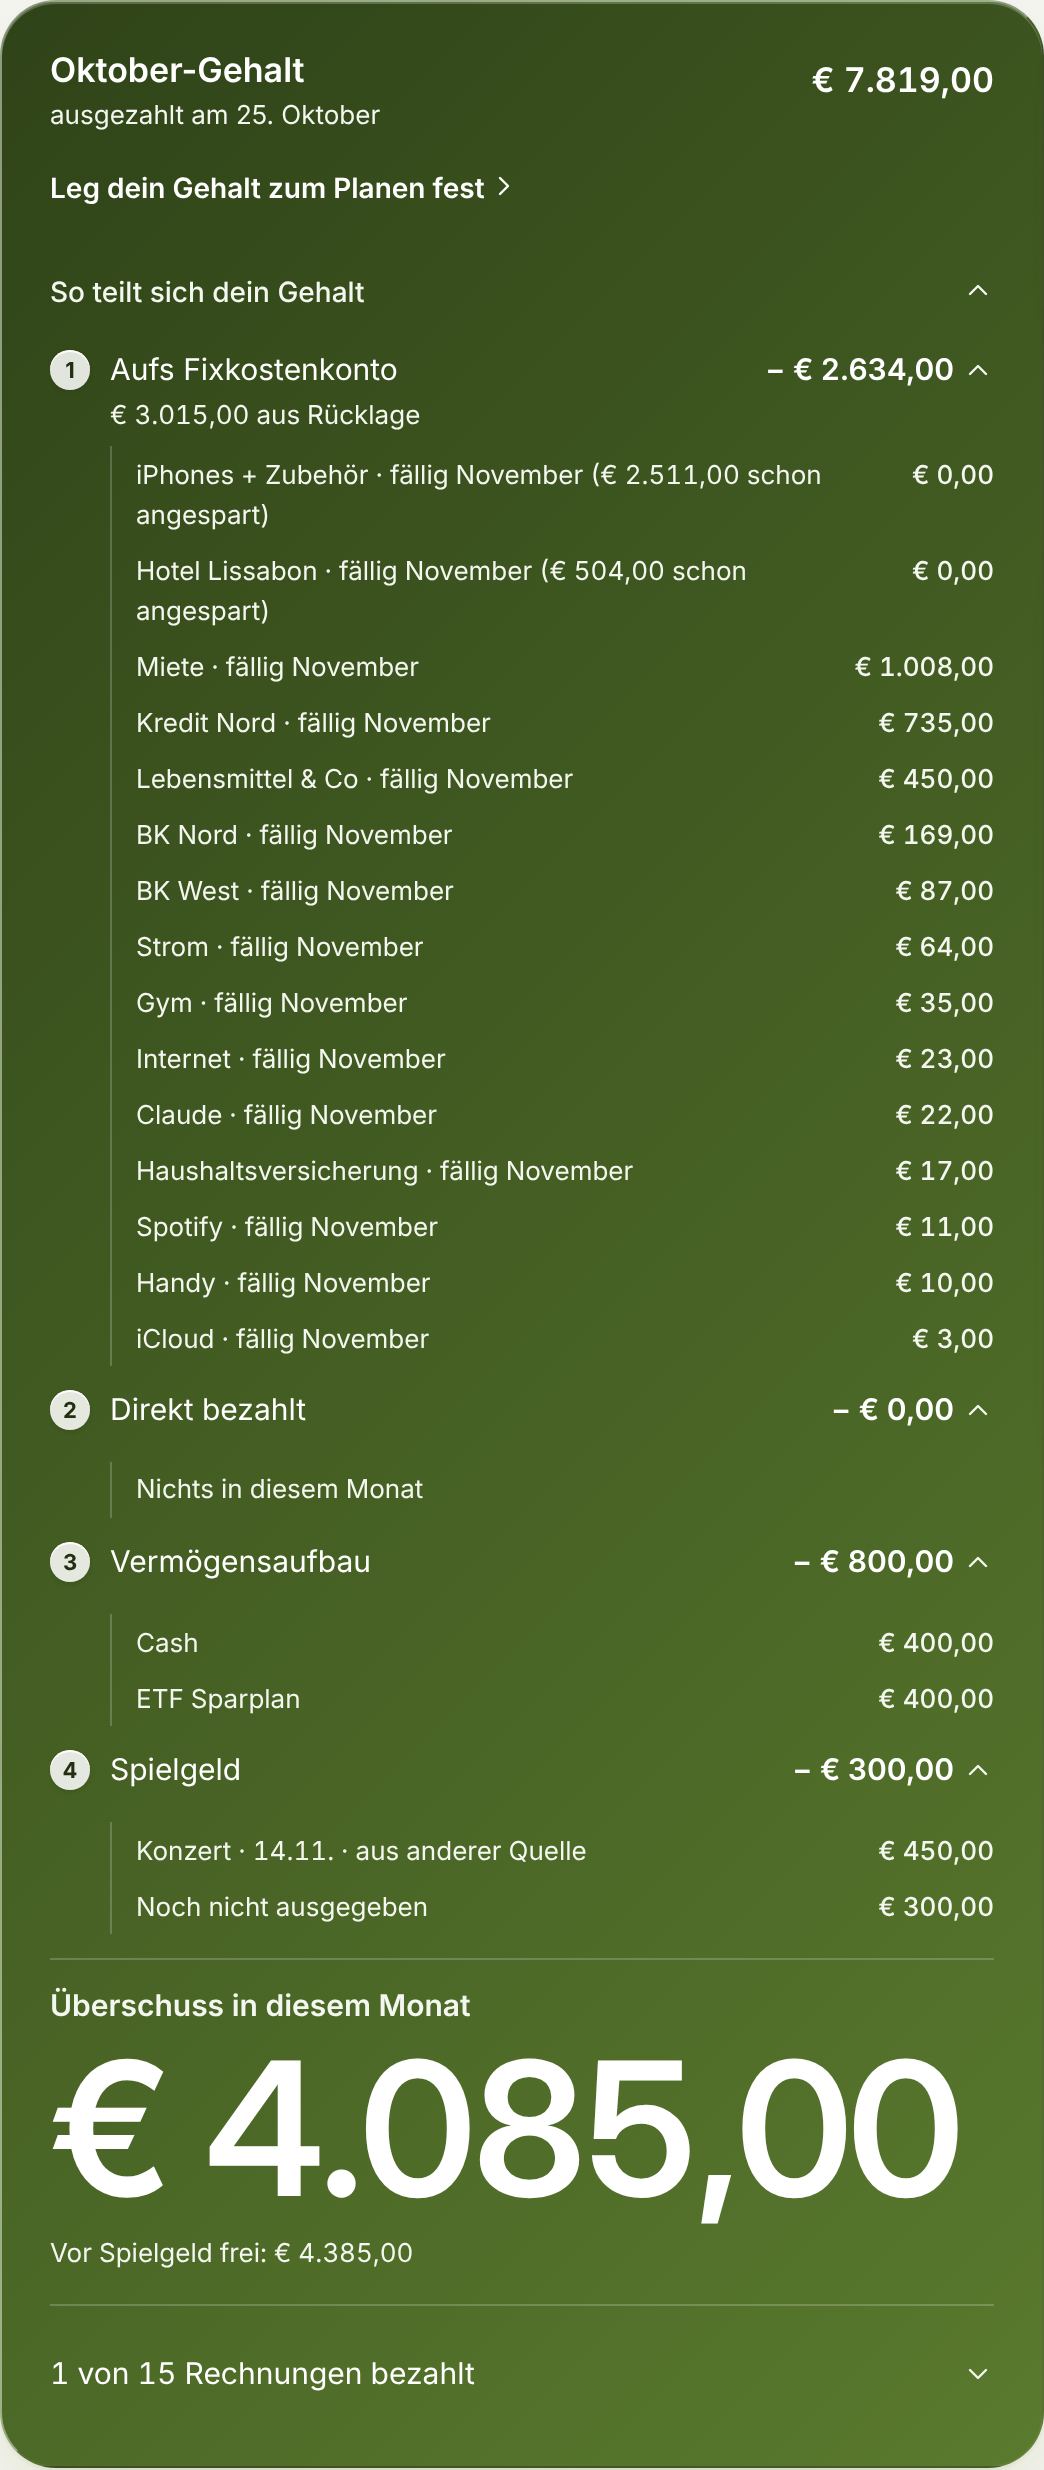 Oktober-Gehalt
€ 7.819,00
ausgezahlt am 25. Oktober
Leg dein Gehalt zum Planen fest
So teilt sich dein Gehalt
1 Aufs Fixkostenkonto – € 2.634,00
€ 3.015,00 aus Rücklage
iPhones + Zubehör · fällig November (€ 2.511,00 schon € 0,00
angespart)
Hotel Lissabon · fällig November (€ 504,00 schon € 0,00
angespart)
Miete · fällig November € 1.008,00
Kredit Nord · fällig November € 735,00
Lebensmittel & Co · fällig November € 450,00
BK Nord · fällig November € 169,00
BK West · fällig November € 87,00
Strom · fällig November € 64,00
Gym · fällig November € 35,00
Internet · fällig November € 23,00
Claude · fällig November € 22,00
Haushaltsversicherung · fällig November € 17,00
Spotify · fällig November € 11,00
Handy · fällig November € 10,00
iCloud · fällig November € 3,00
2 Direkt bezahlt – € 0,00
Nichts in diesem Monat
3 Vermögensaufbau – € 800,00
Cash € 400,00
ETF Sparplan € 400,00
4 Spielgeld – € 300,00
Konzert · 14.11. · aus anderer Quelle € 450,00
Noch nicht ausgegeben € 300,00
Überschuss in diesem Monat
€ 4.085,00
Vor Spielgeld frei: € 4.385,00
1 von 15 Rechnungen bezahlt